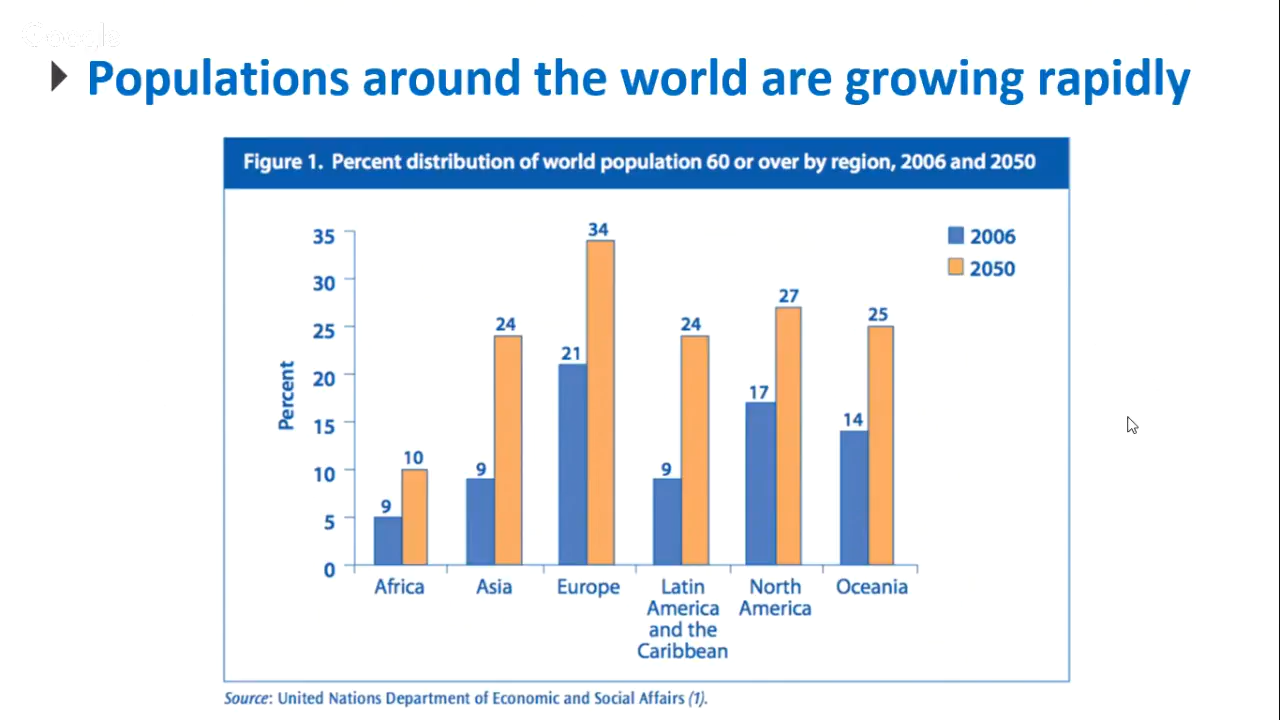 Google
Populations around the world are growing rapidly
Figure 1. Percent distribution of world population 60 or over by region, 2006 and 2050
35
30
25
20
15
10
5
0
Percent
9
10
9
24
21
34
9
24
17
27
14
25
2006
2050
Africa
Asia
Europe
Latin
America
and the
Caribbean
North
America
Oceania
Source: United Nations Department of Economic and Social Affairs (1).